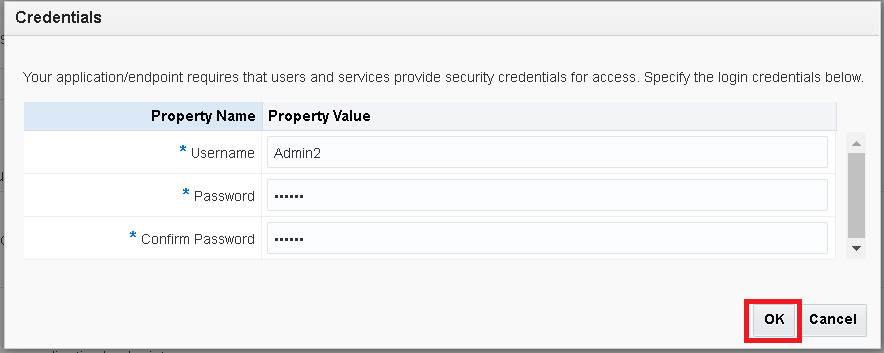 Credentials
Your application/endpoint requires that users and services provide security credentials for access. Specify the login credentials below.
Property Name Property Value
* Username Admin2
* Password ••••••
* Confirm Password ••••••
OK Cancel